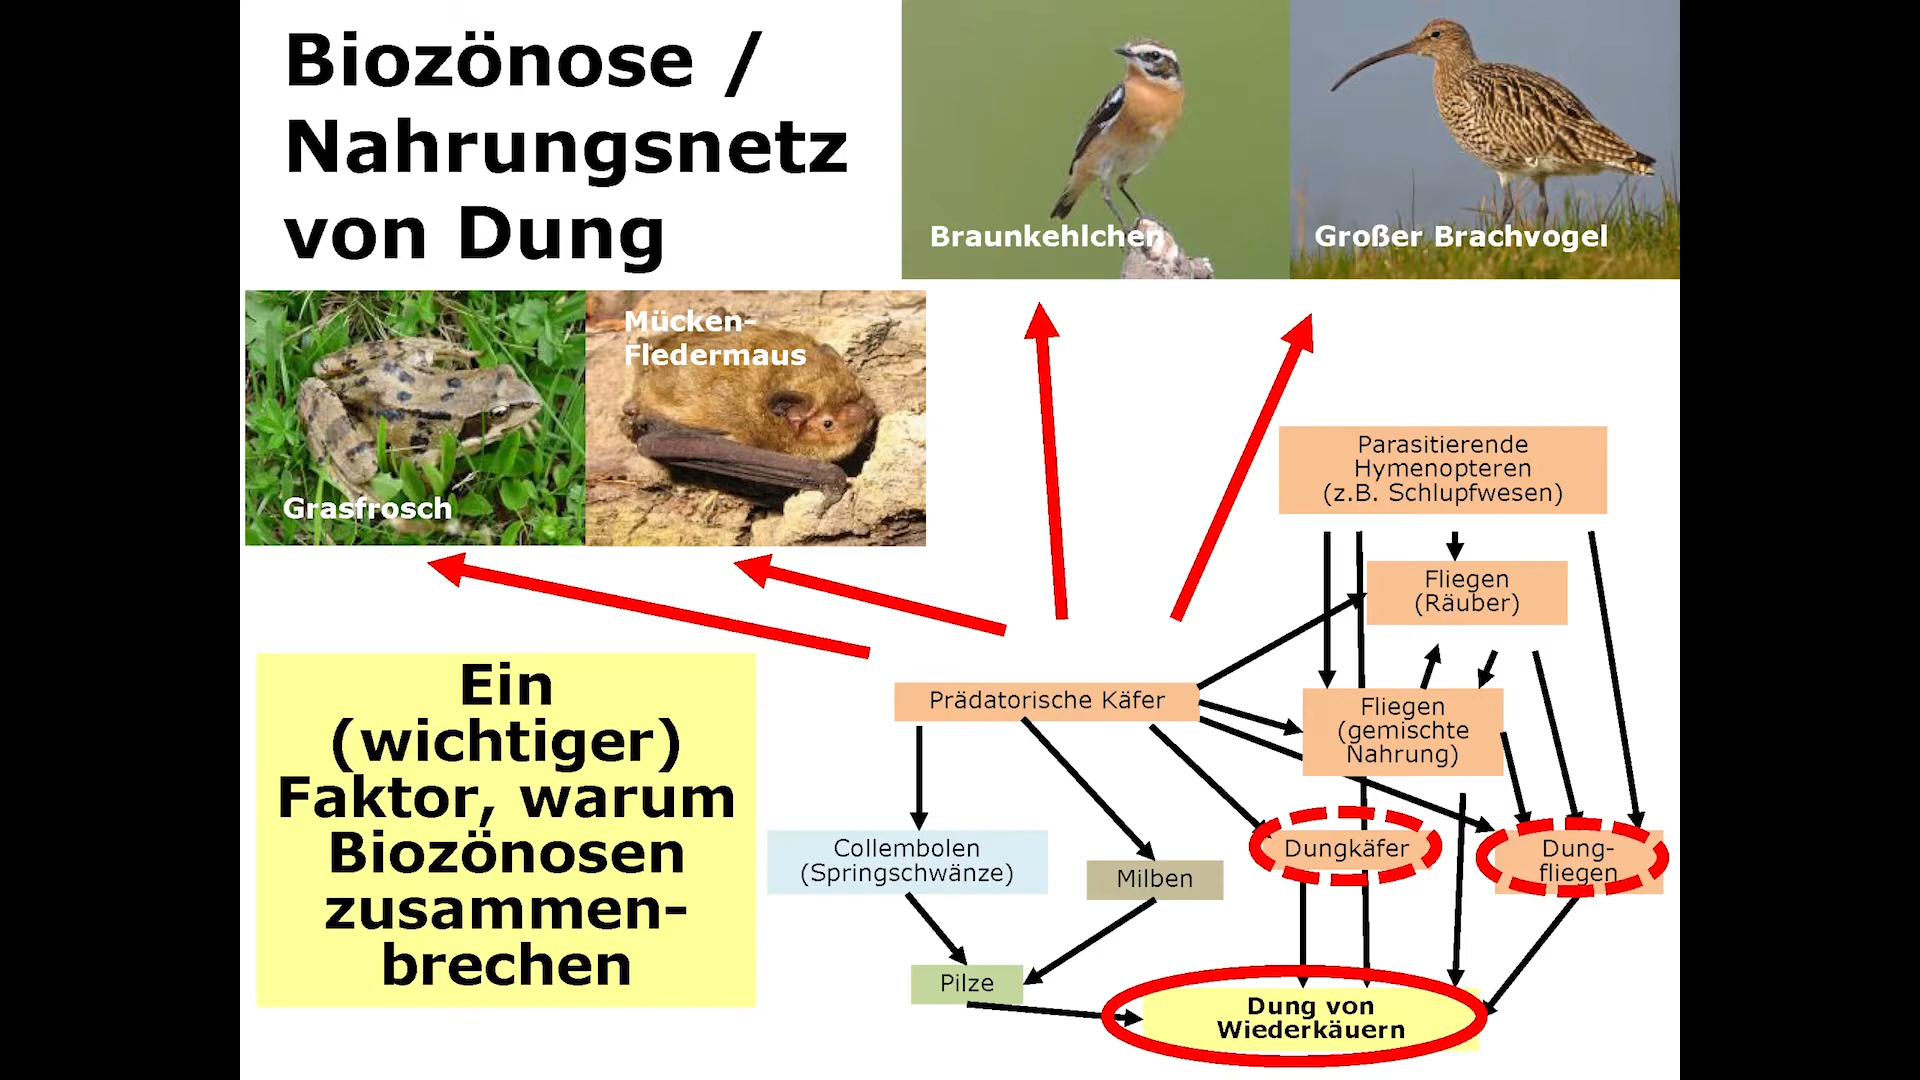 Biozönose /
Nahrungsnetz
von Dung
Braunkehlchen
Großer Brachvogel
Mücken-
Fledermaus
Grasfrosch
Parasitierende
Hymenopteren
(z.B. Schlupfwesen)
Fliegen
(Räuber)
Ein
(wichtiger)
Faktor, warum
Biozönosen
zusammen-
brechen
Prädatorische Käfer
Fliegen
(gemischte
Nahrung)
Collembolen
(Springschwänze)
Milben
Dungkäfer
Dung-
fliegen
Pilze
Dung von
Wiederkäuern